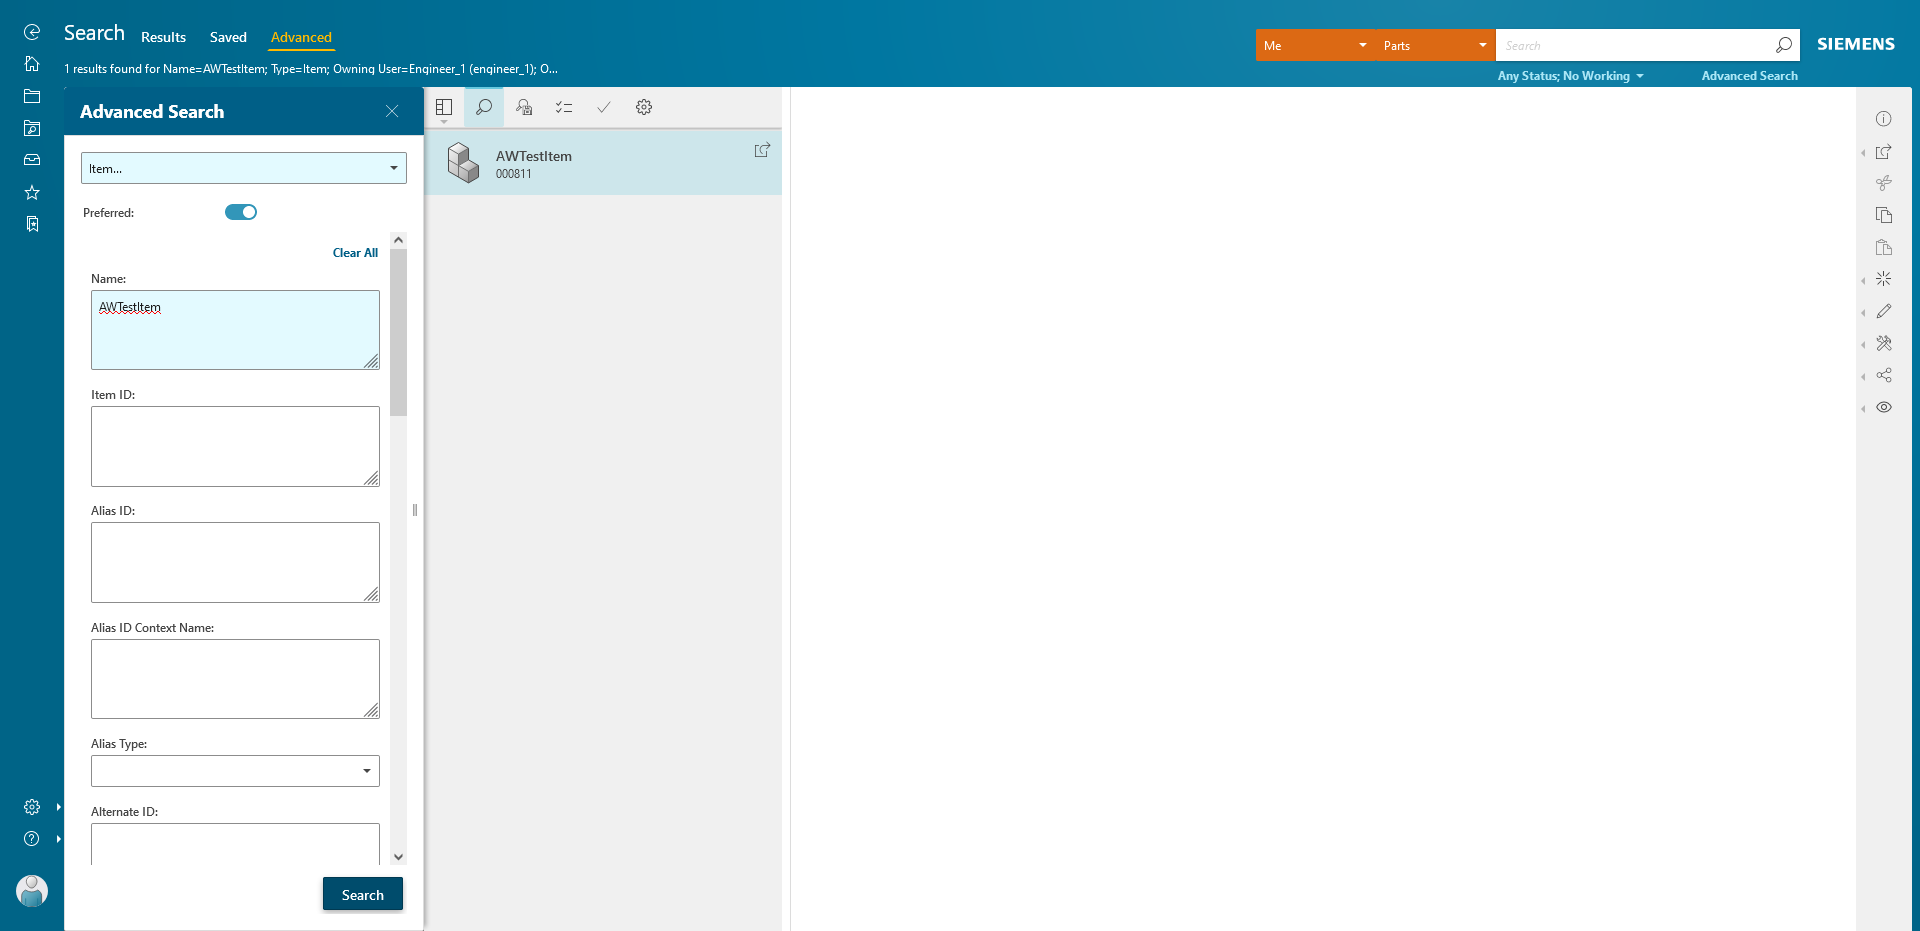 Search
Results
Saved
Advanced
1 results found for Name=AWTestItem; Type=Item; Owning User=Engineer_1 (engineer_1); O...
Me
Parts
Search
SIEMENS
Any Status; No Working
Advanced Search
Advanced Search
Item...
Preferred:
Clear All
Name:
AWTestItem
Item ID:
Alias ID:
Alias ID Context Name:
Alias Type:
Alternate ID:
Search
AWTestItem
000811